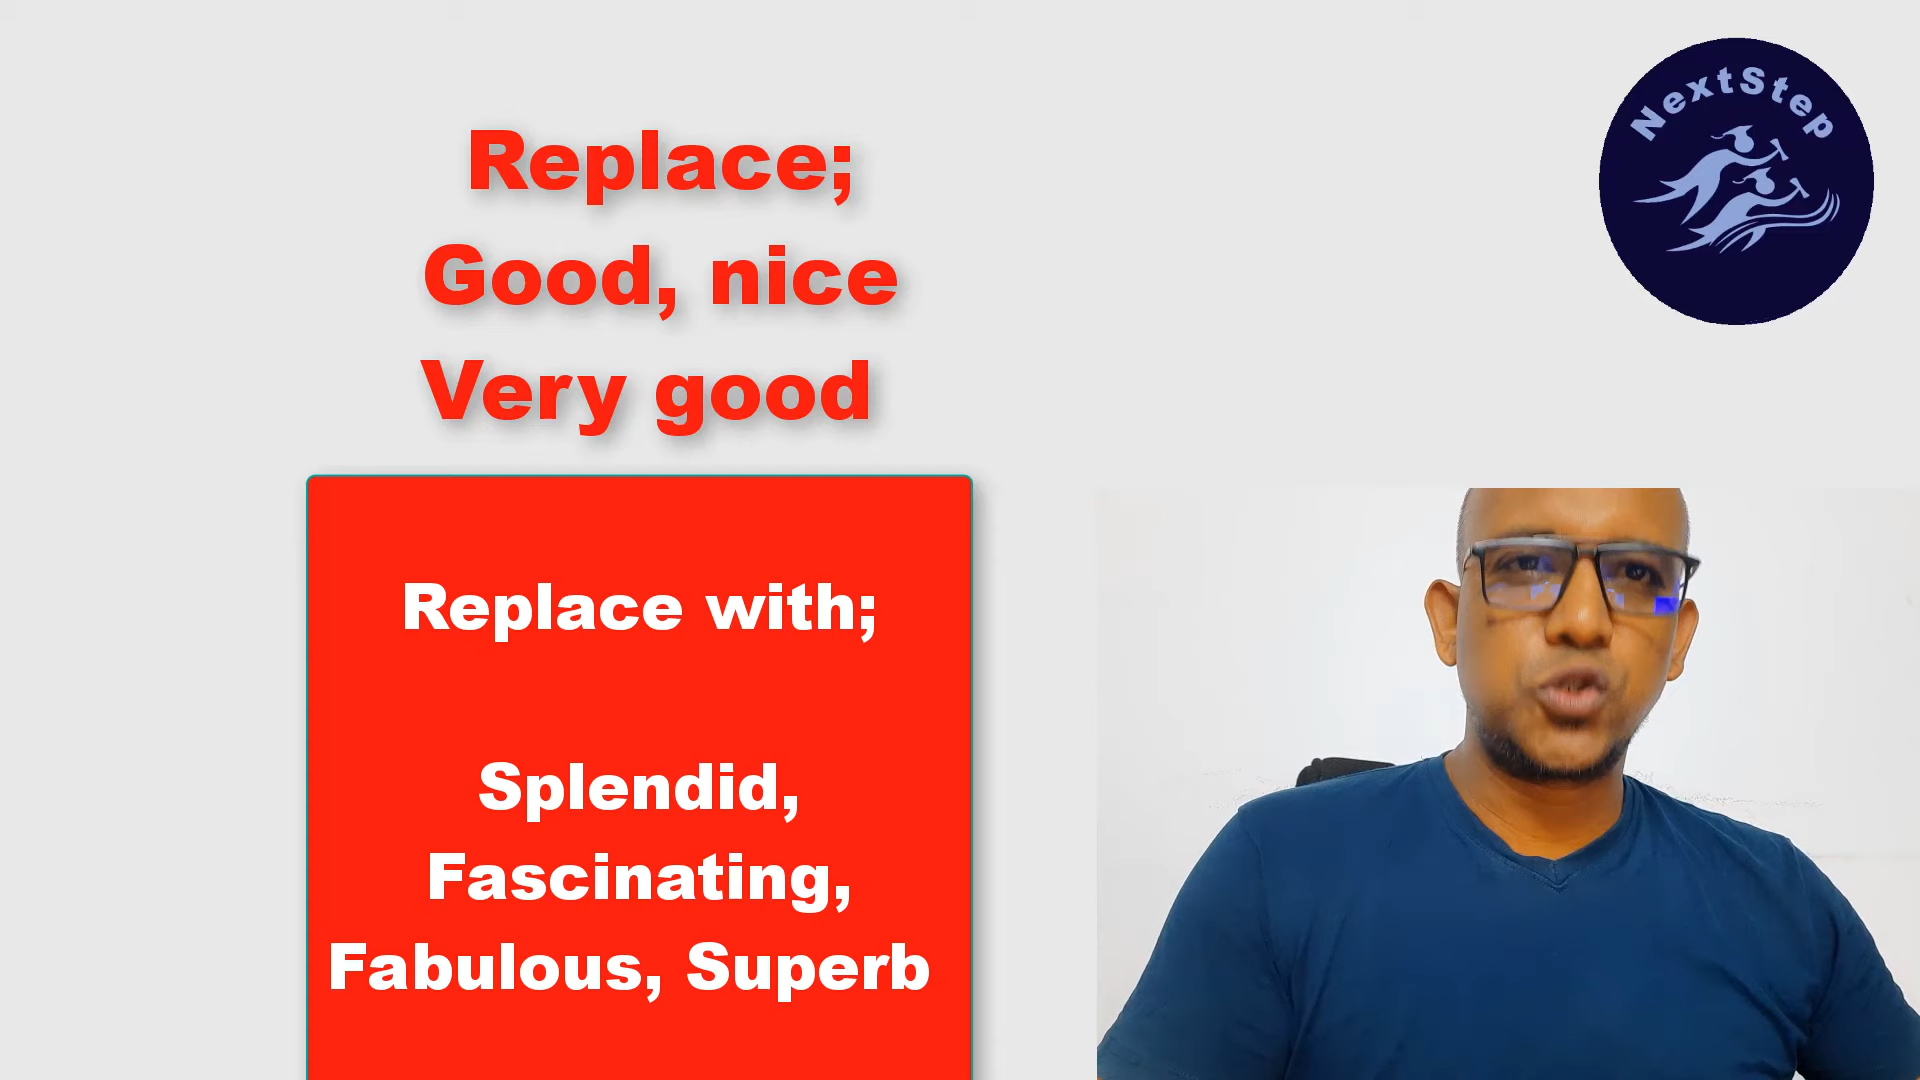 NextStep
Replace;
Good, nice
Very good
Replace with;
Splendid,
Fascinating,
Fabulous, Superb